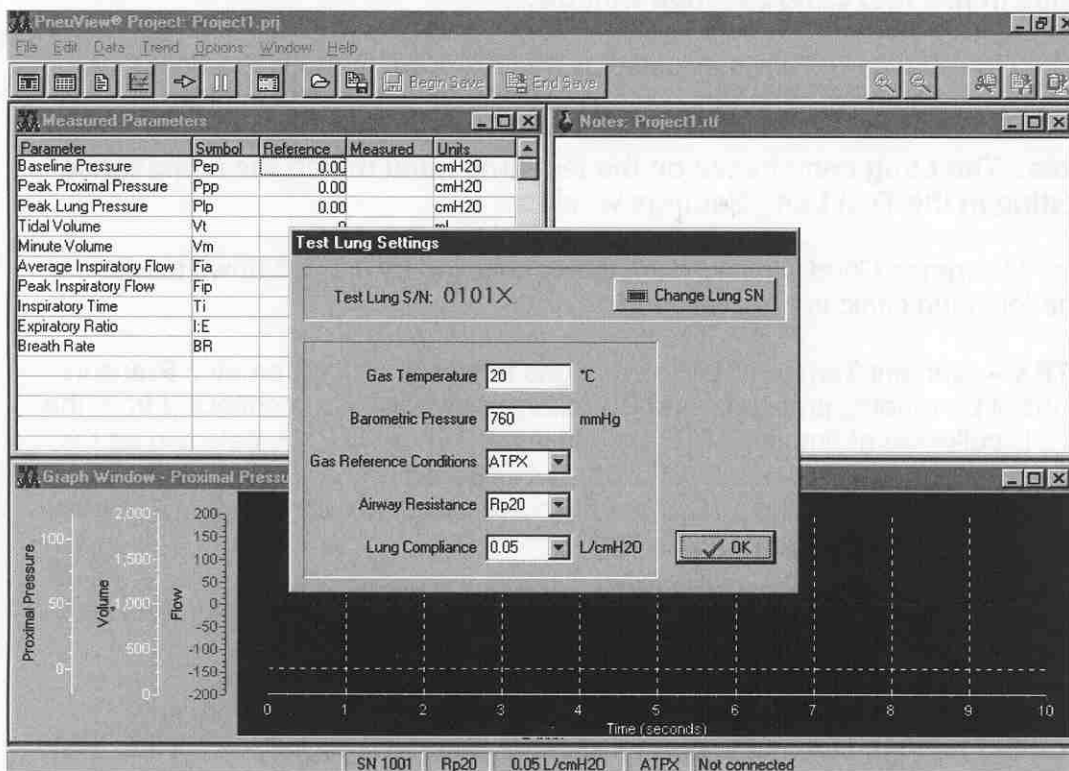 PneuView® Project: Project1.prj
File Edit Data Trend Options Window Help
Begin Save End Save
Measured Parameters
Parameter Symbol Reference Measured Units
Baseline Pressure Pep 0.00 cmH2O
Peak Proximal Pressure Ppp 0.00 cmH2O
Peak Lung Pressure Plp 0.00 cmH2O
Tidal Volume Vt
Minute Volume Vm
Average Inspiratory Flow Fia
Peak Inspiratory Flow Fip
Inspiratory Time Ti
Expiratory Ratio I:E
Breath Rate BR
Notes: Project1.rtf
Test Lung Settings
Test Lung S/N: 0101X
Change Lung SN
Gas Temperature 20 °C
Barometric Pressure 760 mmHg
Gas Reference Conditions ATPX
Airway Resistance Rp20
Lung Compliance 0.05 L/cmH2O
OK
Graph Window - Proximal Pressu
Proximal Pressure
100
50
0
Volume
2,000
1,500
1,000
500
0
Flow
200
150
100
50
0
-50
-100
-150
-200
0 1 2 3 4 5 6 7 8 9 10
Time (seconds)
SN 1001 Rp20 0.05 L/cmH2O ATPX Not connected